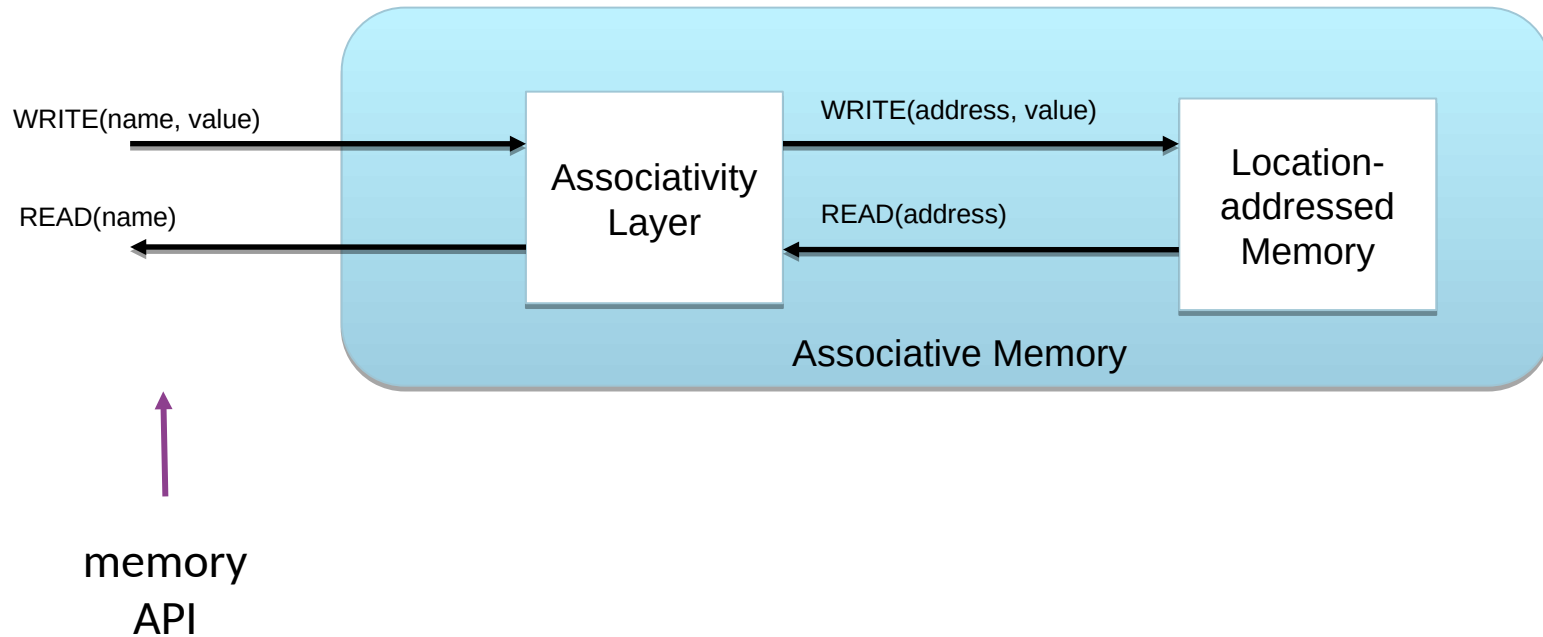 WRITE(name, value)
WRITE(address, value)
Associativity
Layer
Location-
addressed
Memory
READ(name)
READ(address)
Associative Memory
memory
API